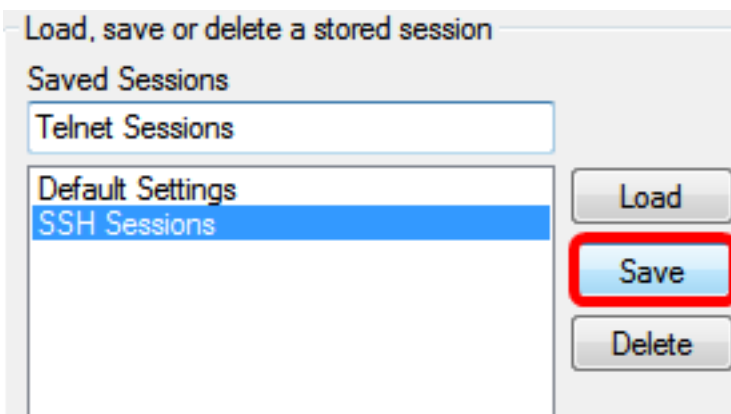 Load, save or delete a stored session
Saved Sessions
Telnet Sessions
Default Settings
SSH Sessions
Load
Save
Delete